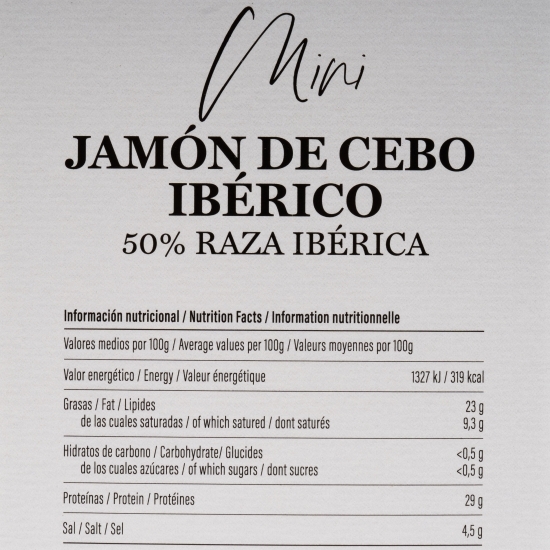 Mini
JAMÓN DE CEBO
IBÉRICO
50% RAZA IBÉRICA
Información nutricional / Nutrition Facts / Information nutritionnelle
Valores medios por 100g / Average values per 100g / Valeurs moyennes por 100g
Valor energético / Energy / Valeur énergétique 1327 kJ / 319 kcal
Grasas / Fat / Lipides 23 g
de las cuales saturadas / of which satured / dont saturés 9,3 g
Hidratos de carbono / Carbohydrate/ Glucides <0,5 g
de los cuales azúcares / of which sugars / dont sucres <0,5 g
Proteínas / Protein / Protéines 29 g
Sal / Salt / Sel 4,5 g